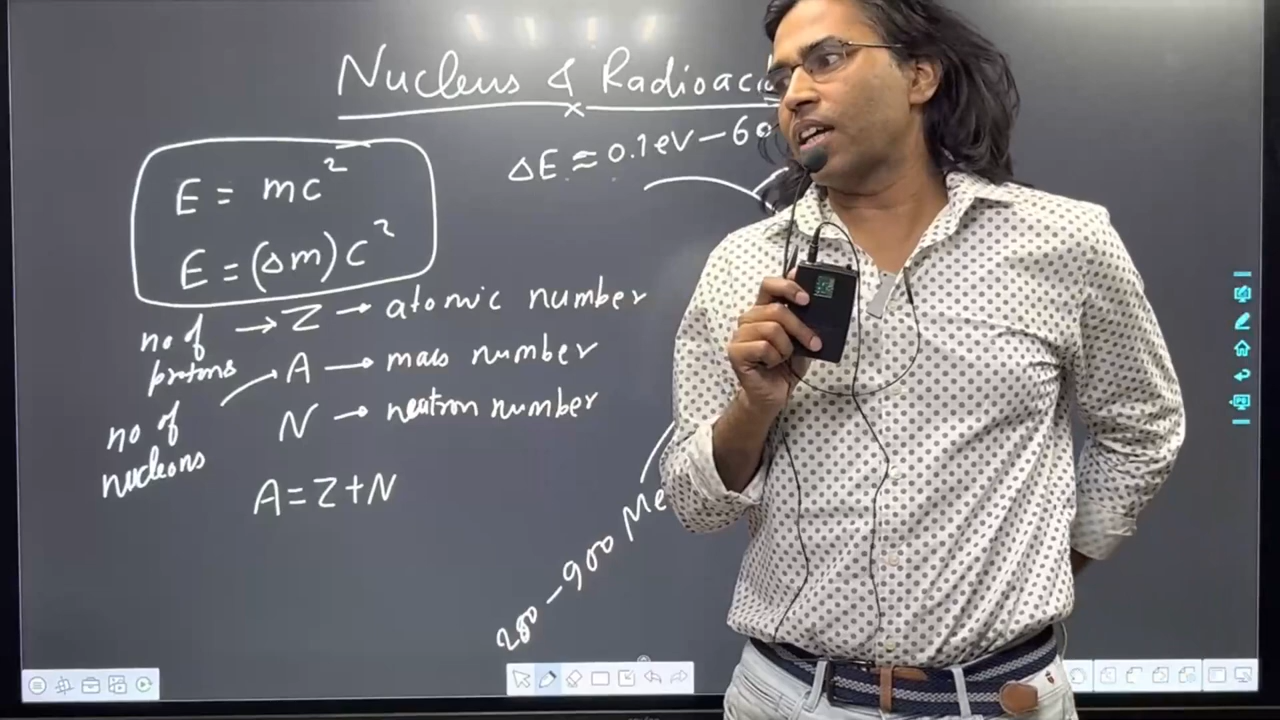 Nucleus & Radioac
ΔE ≈ 0.1eV – 60
E = mc²
E = (Δm)c²
no of protons → Z → atomic number
no of nucleons → A → mass number
N → neutron number
A = Z + N
200 – 900 Me